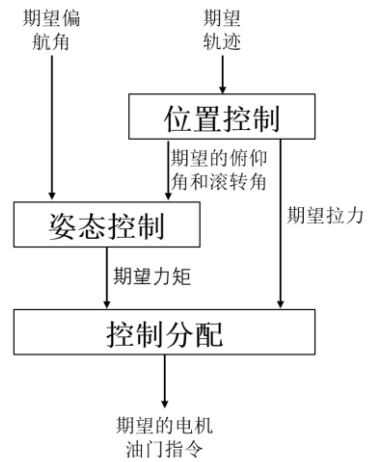 期望偏
航角
期望
轨迹
位置控制
期望的俯仰
角和滚转角
姿态控制
期望拉力
期望力矩
控制分配
期望的电机
油门指令